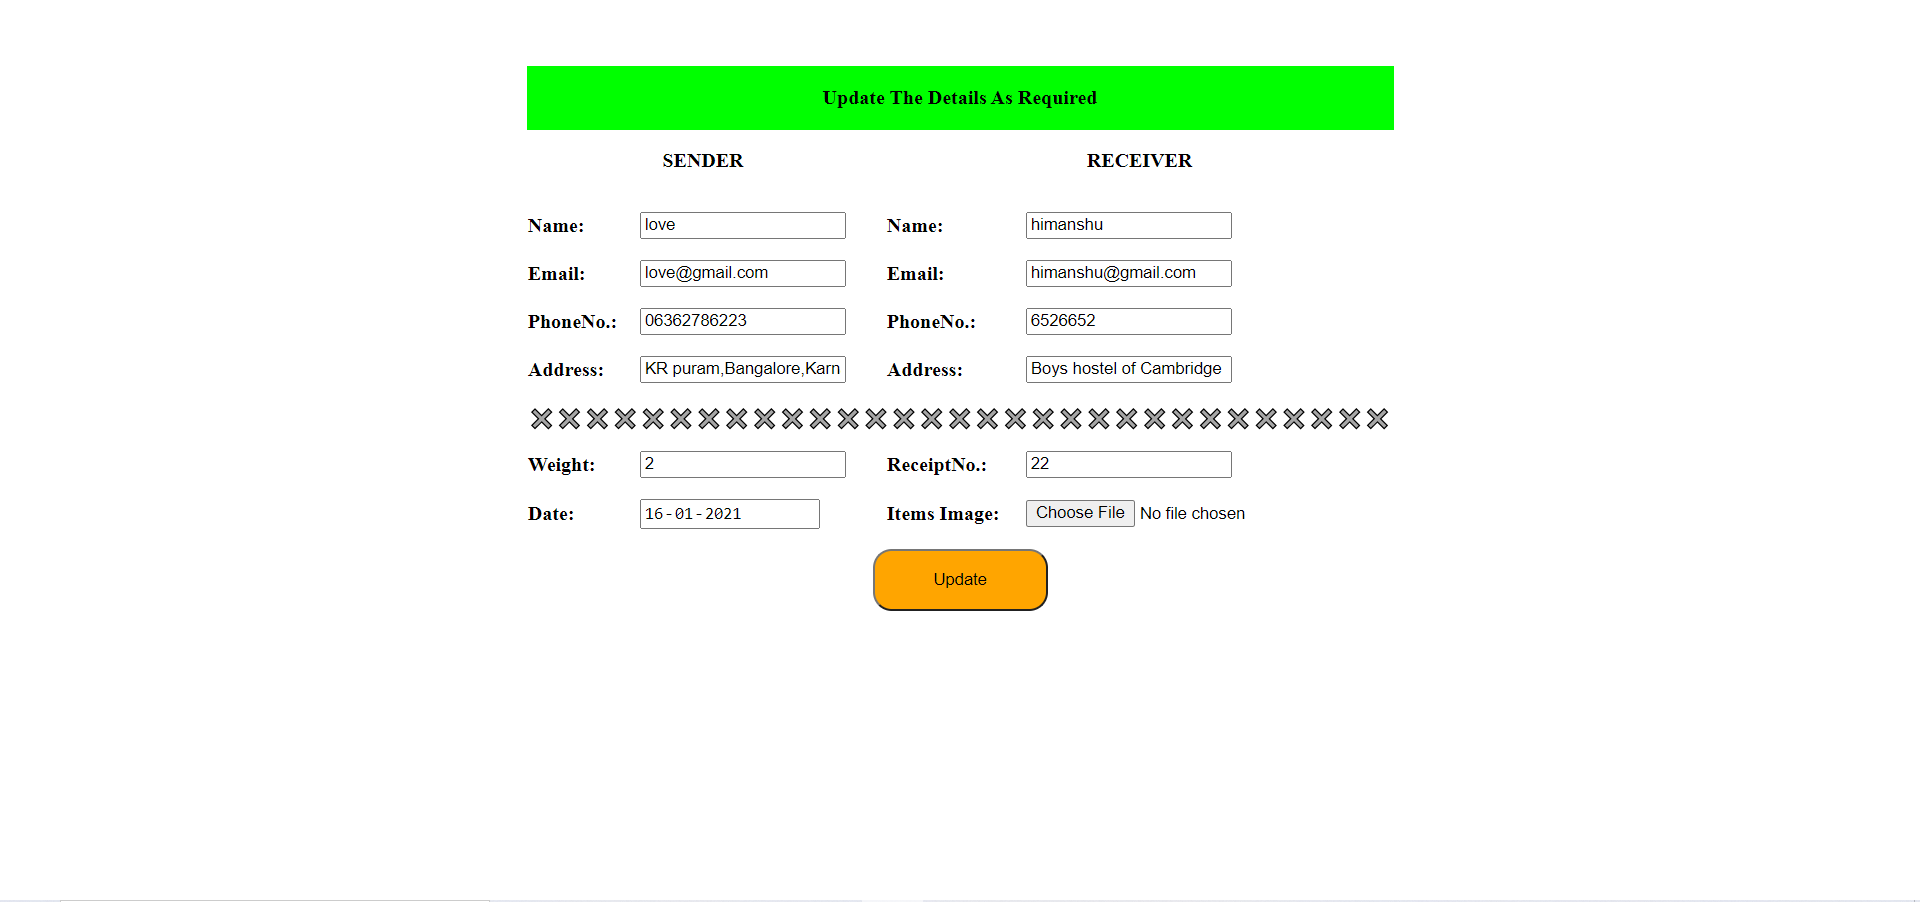 Update The Details As Required
SENDER RECEIVER
Name: love Name: himanshu
Email: love@gmail.com Email: himanshu@gmail.com
PhoneNo.: 06362786223 PhoneNo.: 6526652
Address: KR puram,Bangalore,Karn Address: Boys hostel of Cambridge
Weight: 2 ReceiptNo.: 22
Date: 16-01-2021 Items Image: Choose File No file chosen
Update